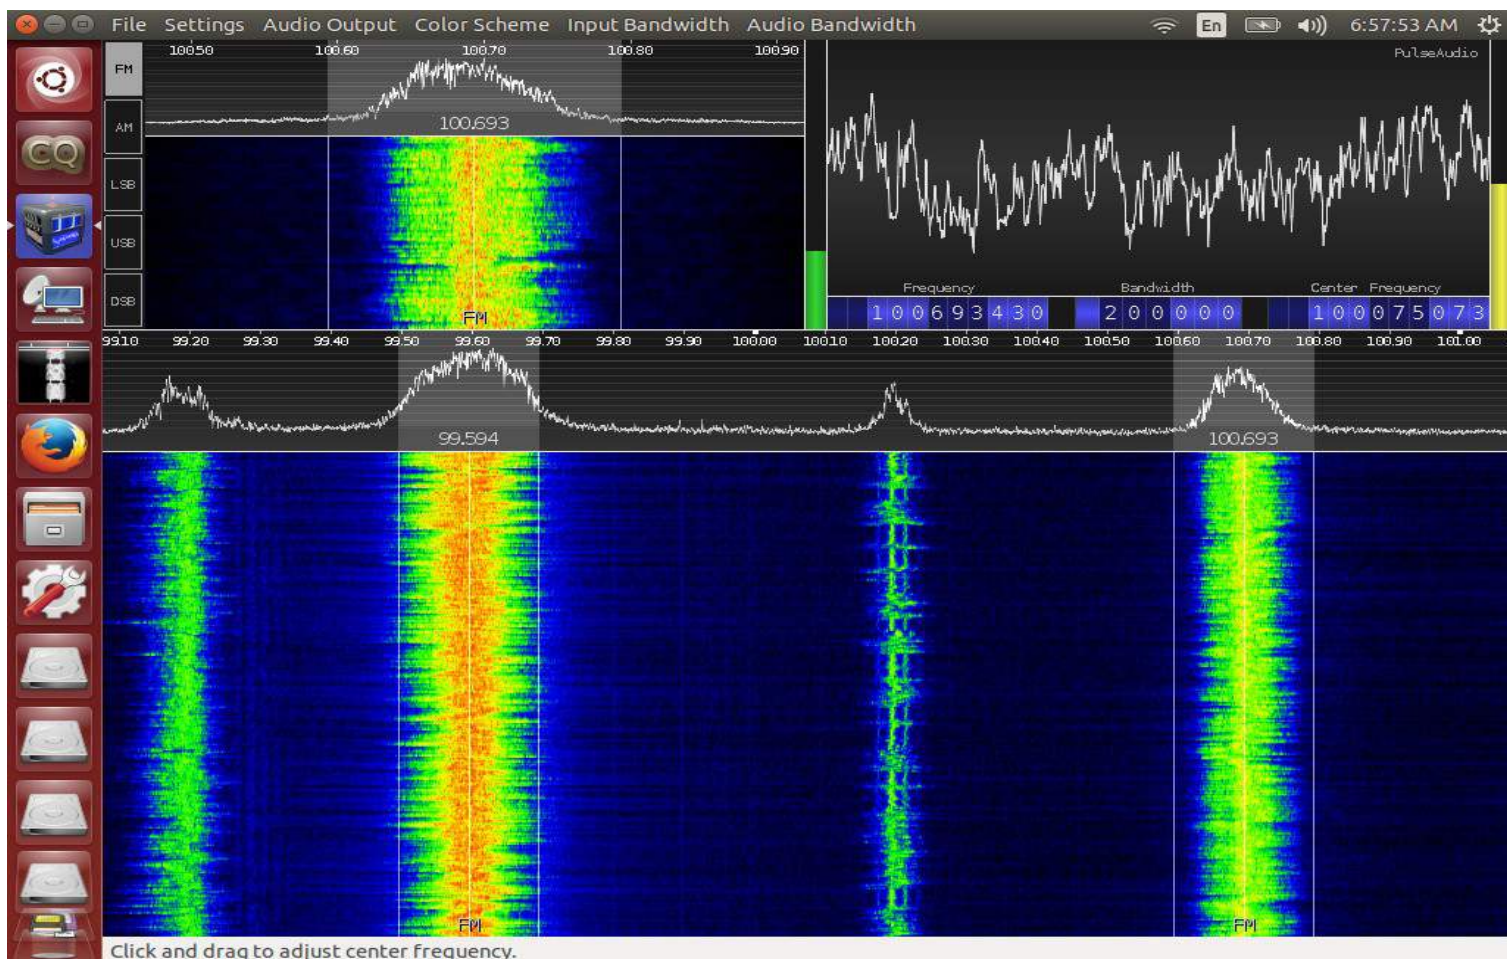 File Settings Audio Output Color Scheme Input Bandwidth Audio Bandwidth En 6:57:53 AM
100.50 100.60 100.70 100.80 100.90
PulseAudio
FM
AM
LSB
USB
DSB
CQ
100.693
FM
Frequency Bandwidth Center Frequency
100693430 200000 100075073
99.10 99.20 99.30 99.40 99.50 99.60 99.70 99.80 99.90 100.00 100.10 100.20 100.30 100.40 100.50 100.60 100.70 100.80 100.90 101.00
99.594 100.693
FM FM
Click and drag to adjust center frequency.